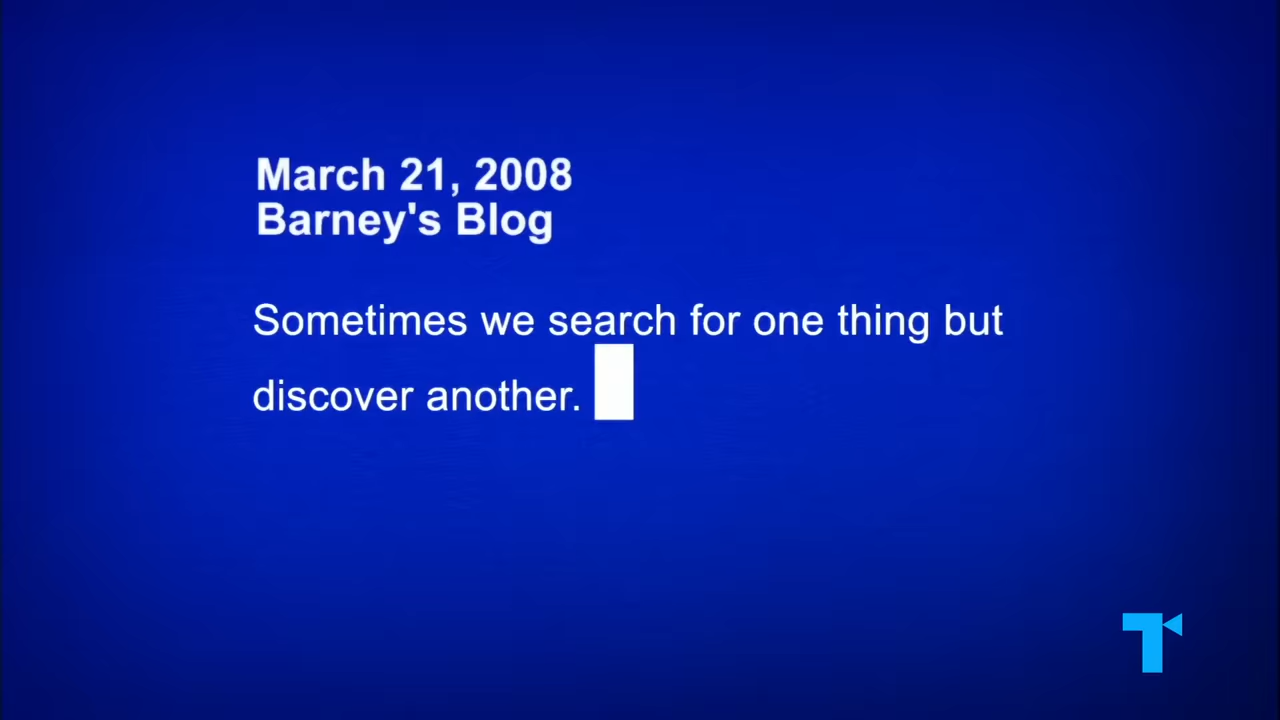 March 21, 2008
Barney's Blog
Sometimes we search for one thing but
discover another.